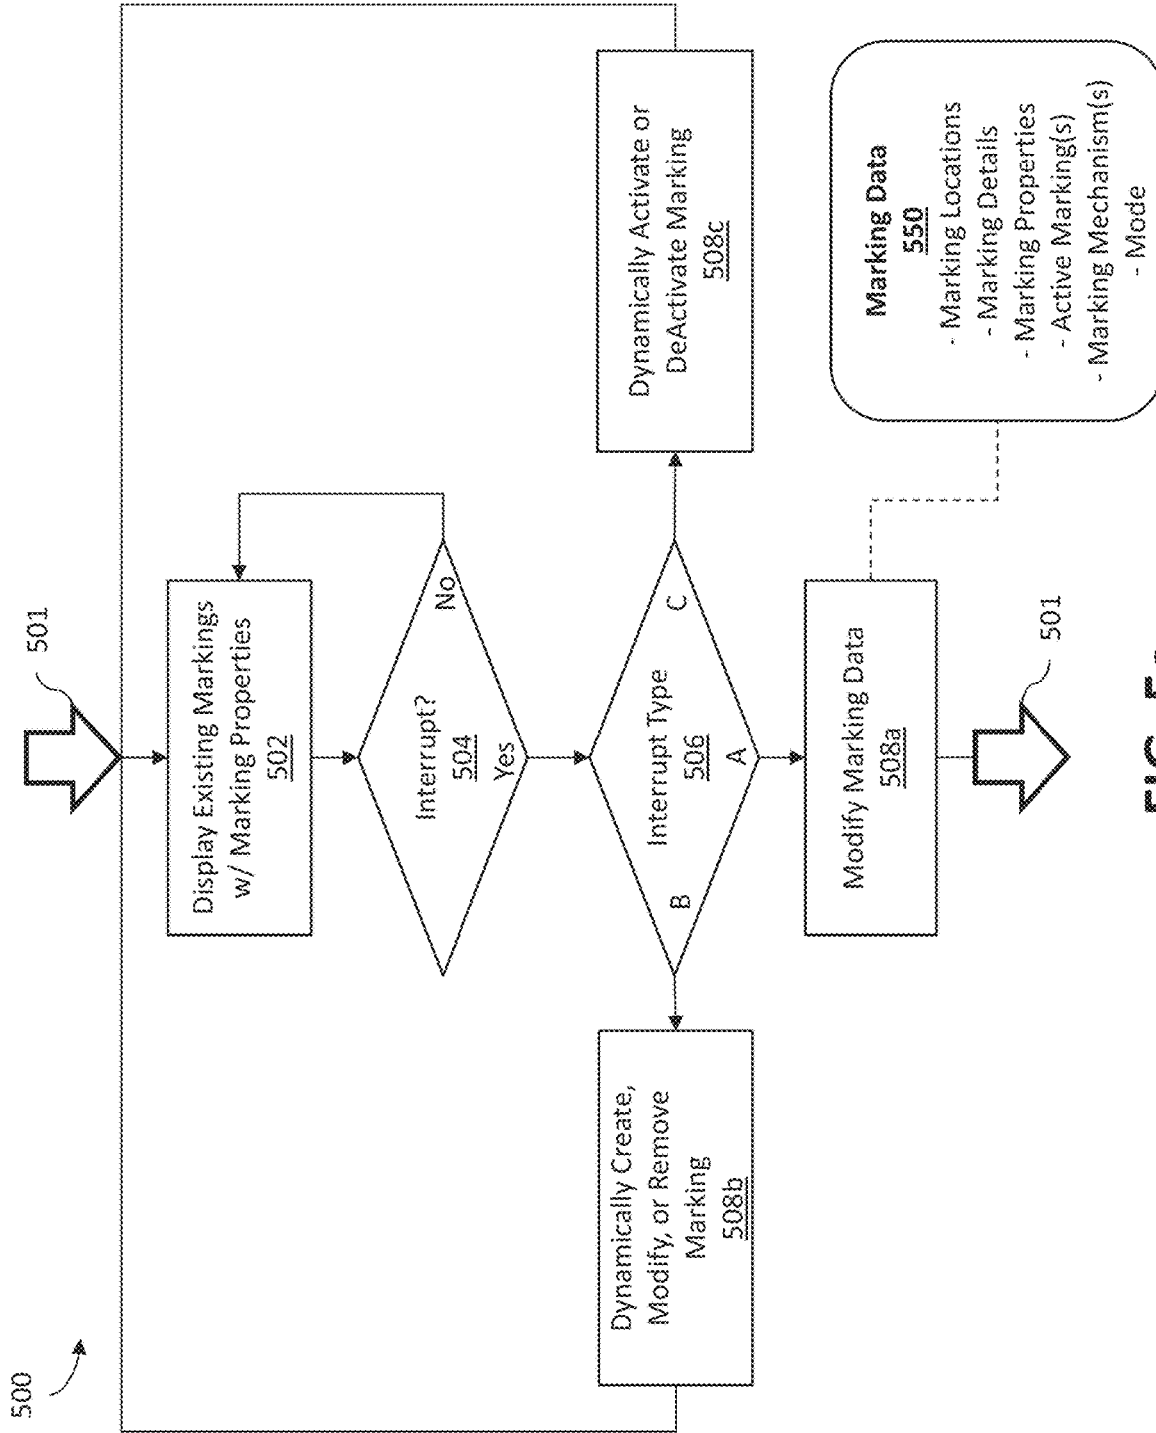 500
501
Display Existing Markings
w/ Marking Properties
502
Interrupt?
504
No
Yes
Interrupt Type
506
B
A
C
Dynamically Create,
Modify, or Remove
Marking
508b
Dynamically Activate or
DeActivate Marking
508c
Modify Marking Data
508a
501
Marking Data
550
- Marking Locations
- Marking Details
- Marking Properties
- Active Marking(s)
- Marking Mechanism(s)
- Mode